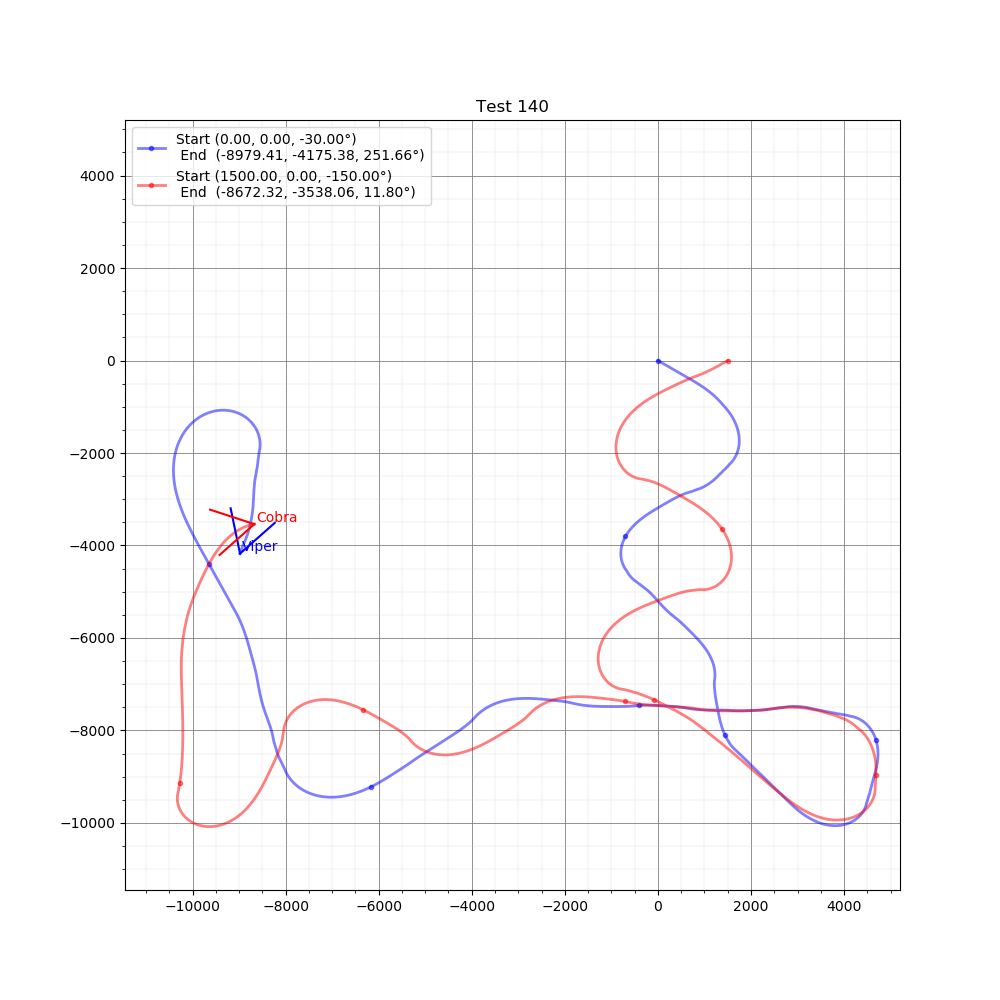 Test 140
Start (0.00, 0.00, -30.00°)
End (-8979.41, -4175.38, 251.66°)
Start (1500.00, 0.00, -150.00°)
End (-8672.32, -3538.06, 11.80°)
4000
2000
0
−2000
−4000
−6000
−8000
−10000
Cobra
Viper
−10000 −8000 −6000 −4000 −2000 0 2000 4000